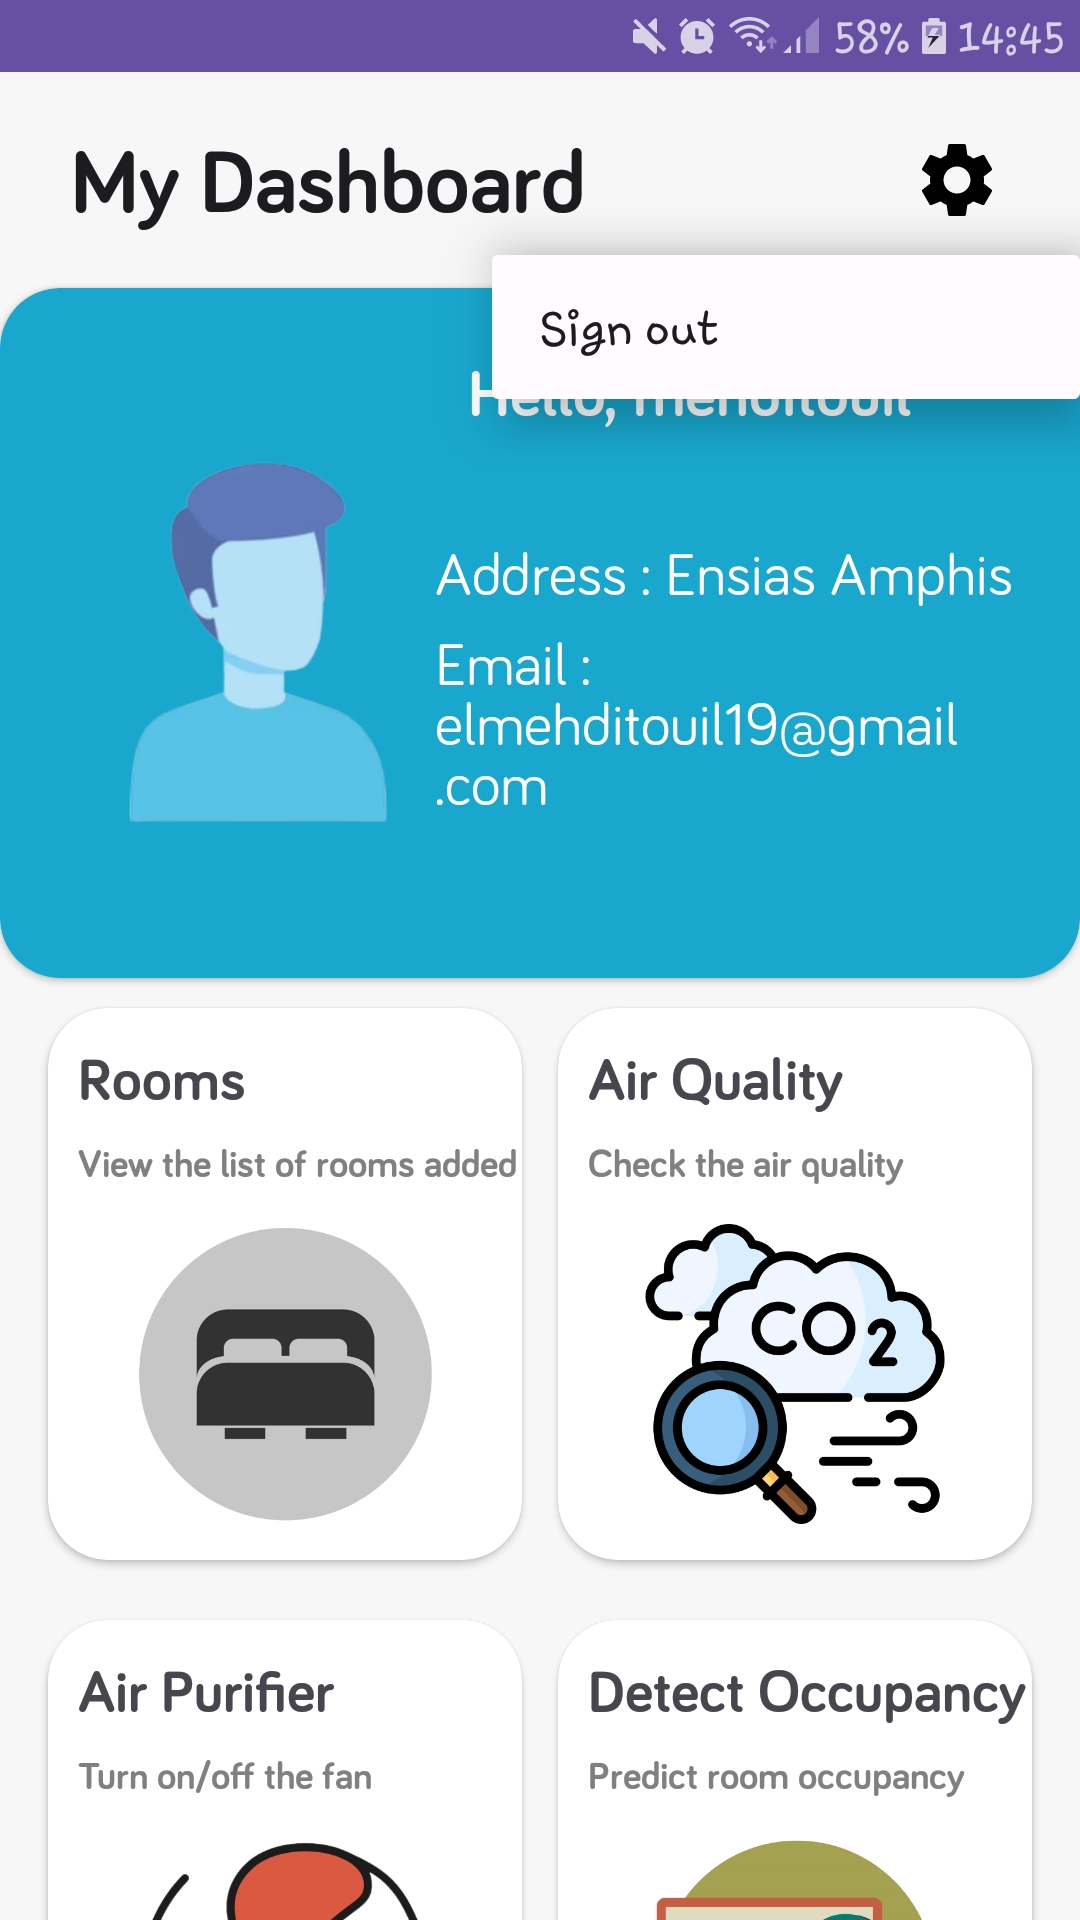 58% 14:45
My Dashboard
Sign out
Hello, mehditouil
Address : Ensias Amphis
Email :
elmehditouil19@gmail
.com
Rooms
Air Quality
View the list of rooms added
Check the air quality
CO2
Air Purifier
Detect Occupancy
Turn on/off the fan
Predict room occupancy